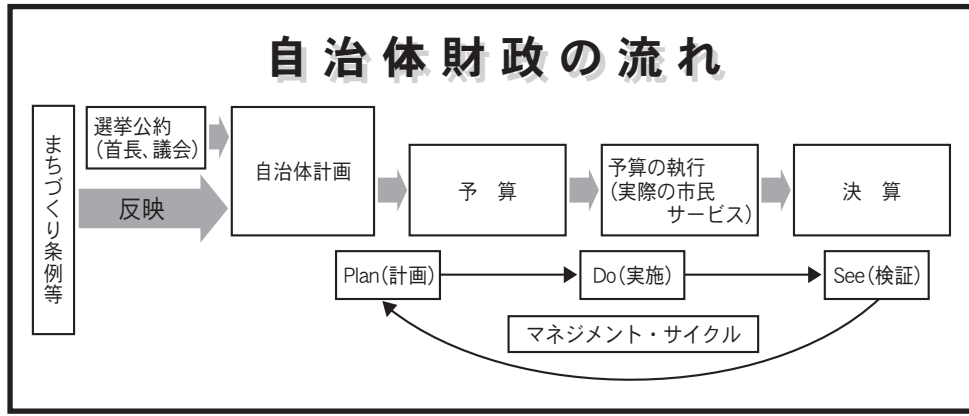 自治体財政の流れ
まちづくり条例等
選挙公約
(首長、議会)
反映
自治体計画
予　算
予算の執行
(実際の市民
サービス)
決　算
Plan(計画)
Do(実施)
See(検証)
マネジメント・サイクル